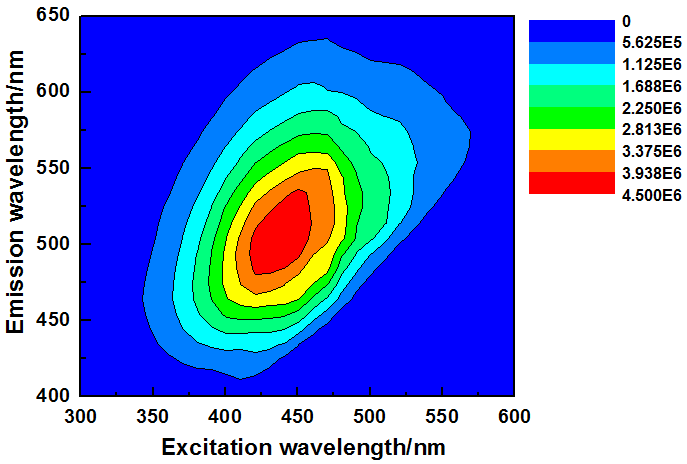 650
600
550
500
450
400
Emission wavelength/nm
300 350 400 450 500 550 600
Excitation wavelength/nm
0
5.625E5
1.125E6
1.688E6
2.250E6
2.813E6
3.375E6
3.938E6
4.500E6